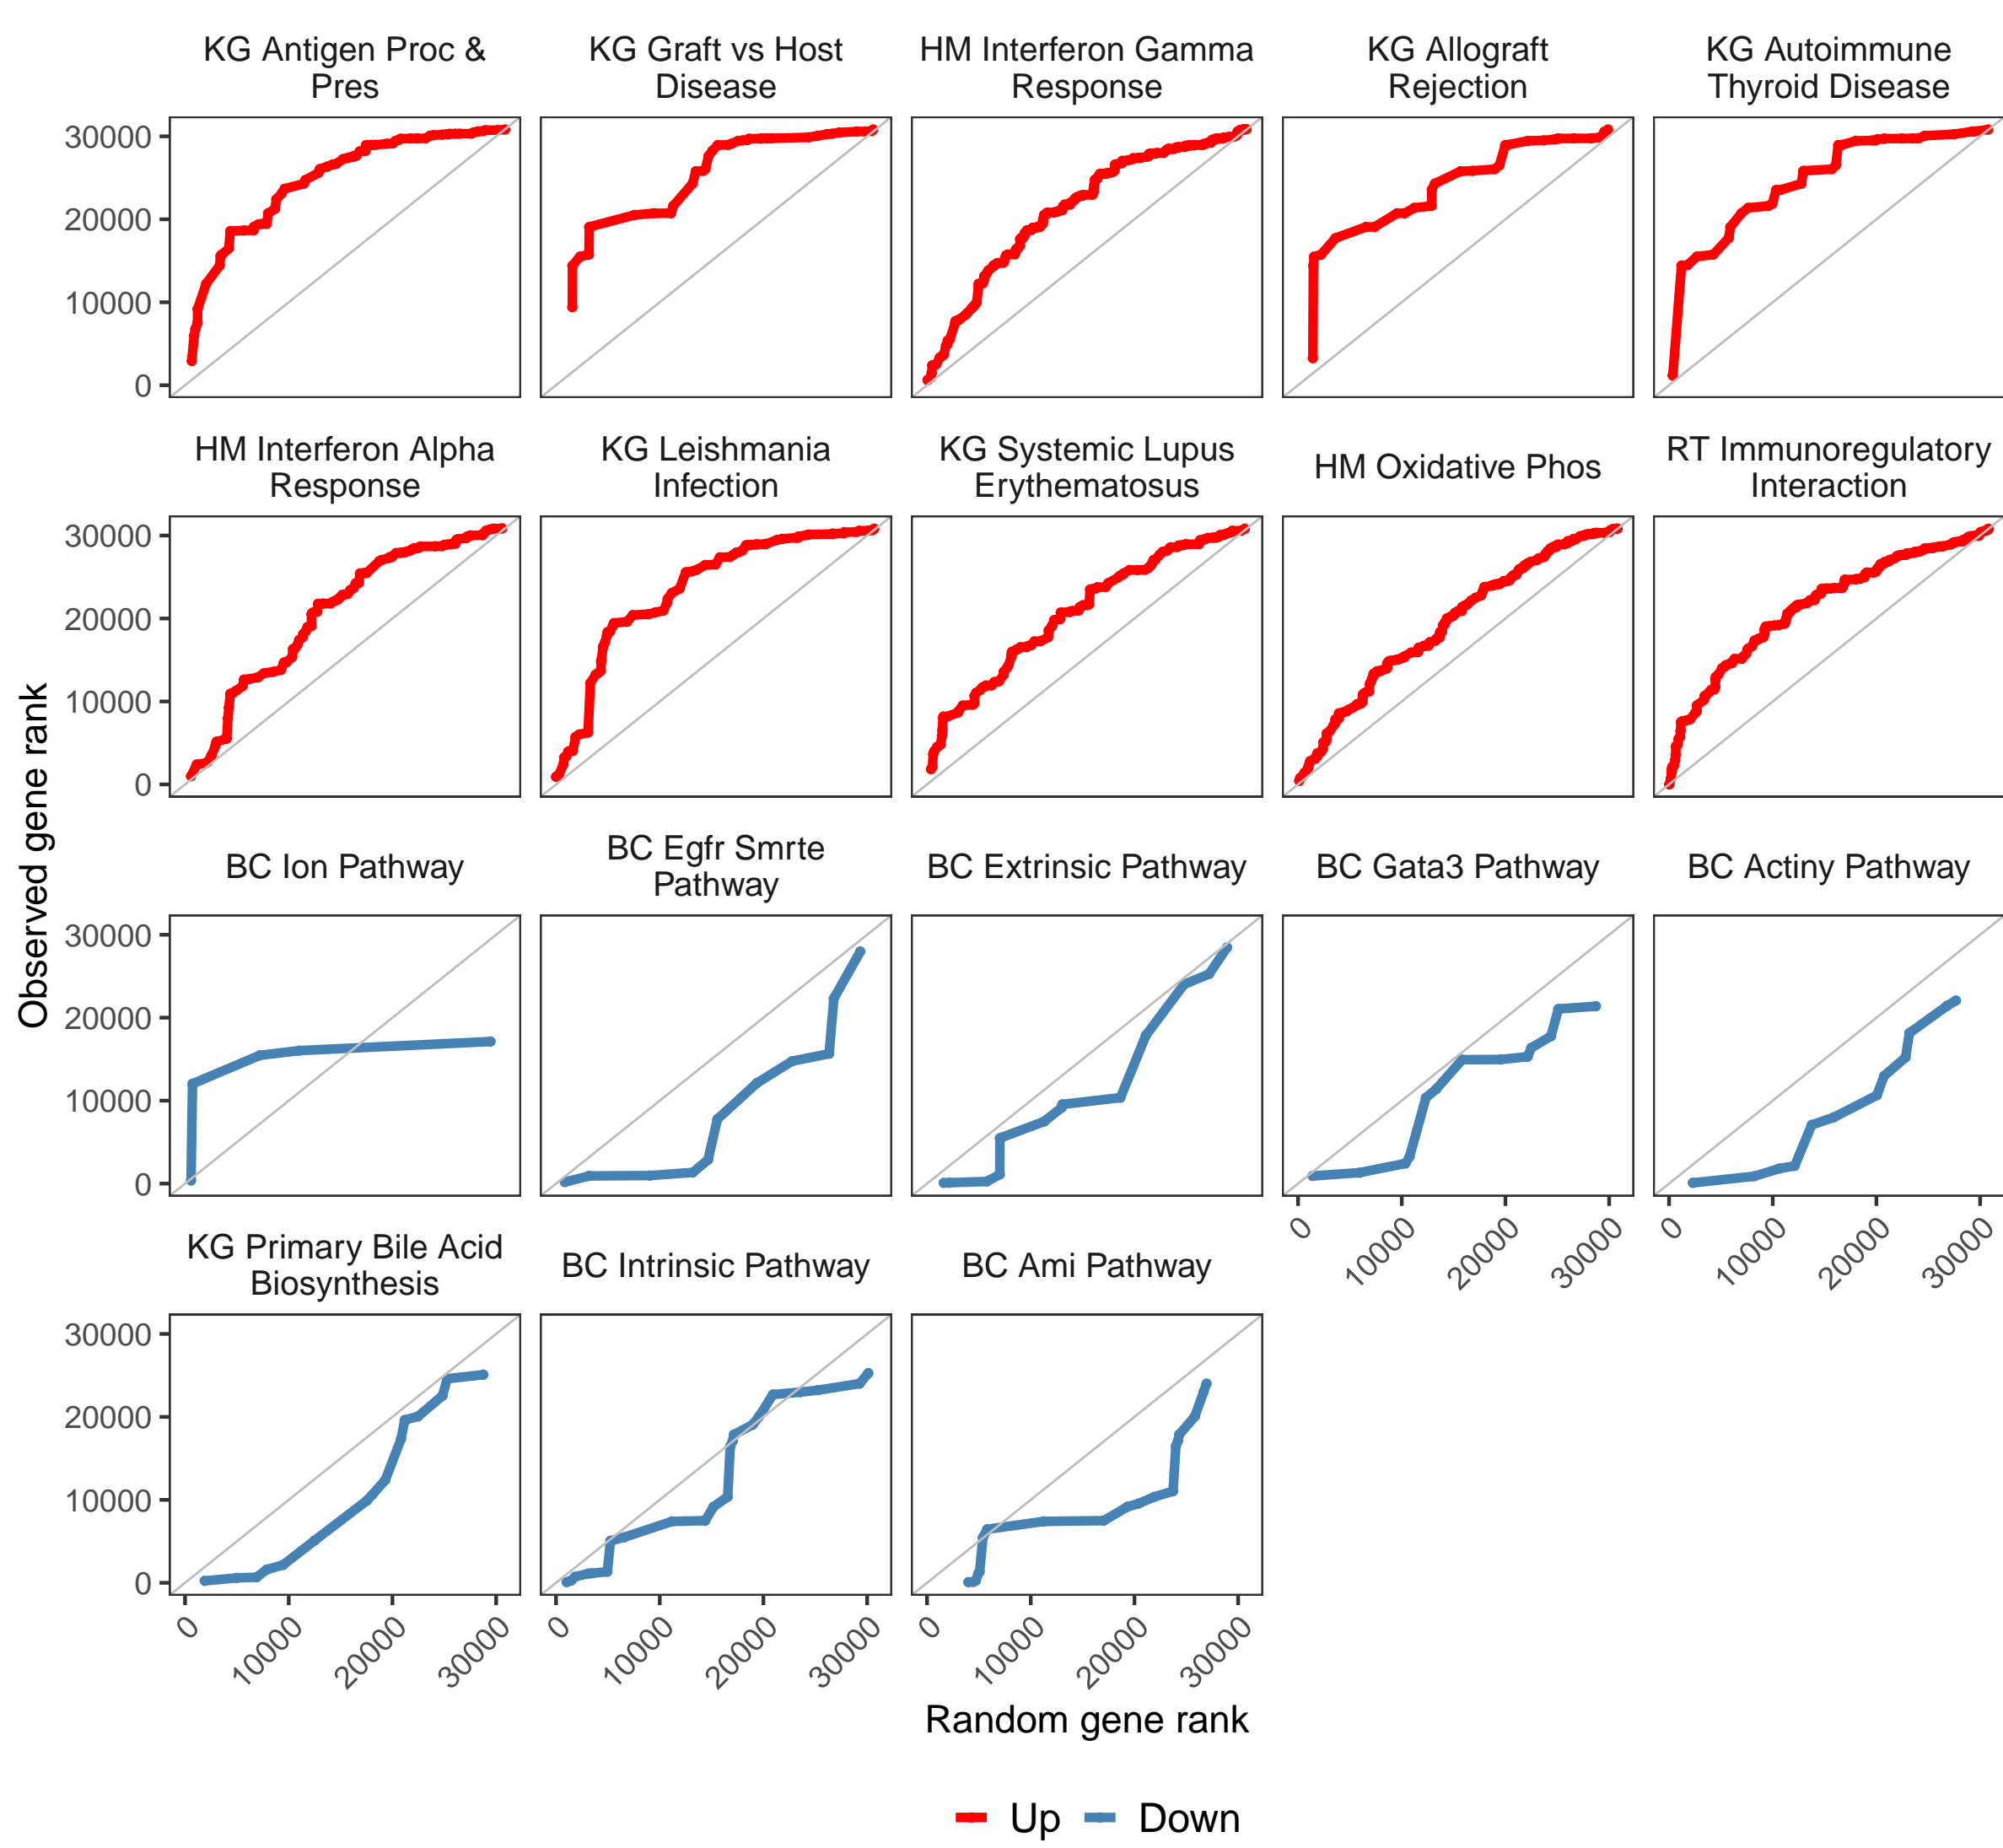 KG Antigen Proc &
Pres
KG Graft vs Host
Disease
HM Interferon Gamma
Response
KG Allograft
Rejection
KG Autoimmune
Thyroid Disease
30000
20000
10000
0
HM Interferon Alpha
Response
KG Leishmania
Infection
KG Systemic Lupus
Erythematosus
HM Oxidative Phos
RT Immunoregulatory
Interaction
30000
20000
10000
0
Observed gene rank
BC Ion Pathway
BC Egfr Smrte
Pathway
BC Extrinsic Pathway
BC Gata3 Pathway
BC Actiny Pathway
30000
20000
10000
0
0 10000 20000 30000
0 10000 20000 30000
KG Primary Bile Acid
Biosynthesis
BC Intrinsic Pathway
BC Ami Pathway
30000
20000
10000
0
0 10000 20000 30000
0 10000 20000 30000
0 10000 20000 30000
Random gene rank
Up Down